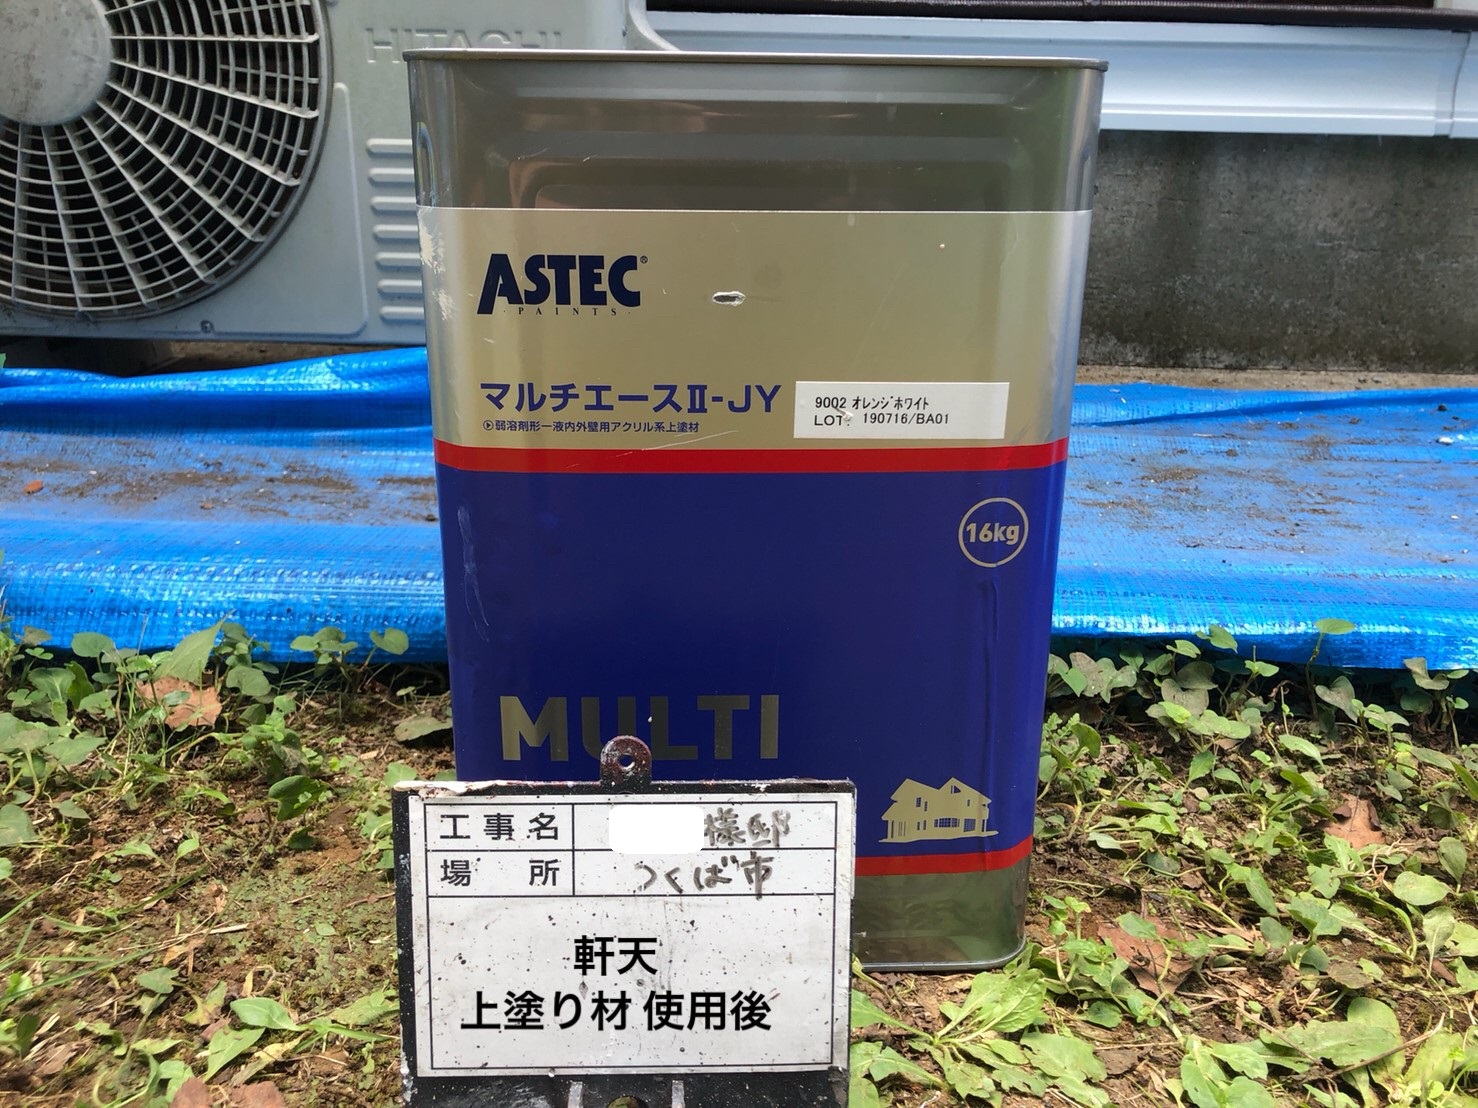 HITACHI
ASTEC®
PAINTS
マルチエースⅡ-JY
弱溶剤形一液内外壁用アクリル系上塗材
9002 オレンジホワイト
LOT: 190716/BA01
16kg
MULTI
工事名 様邸
場所 つくば市
軒天
上塗り材 使用後